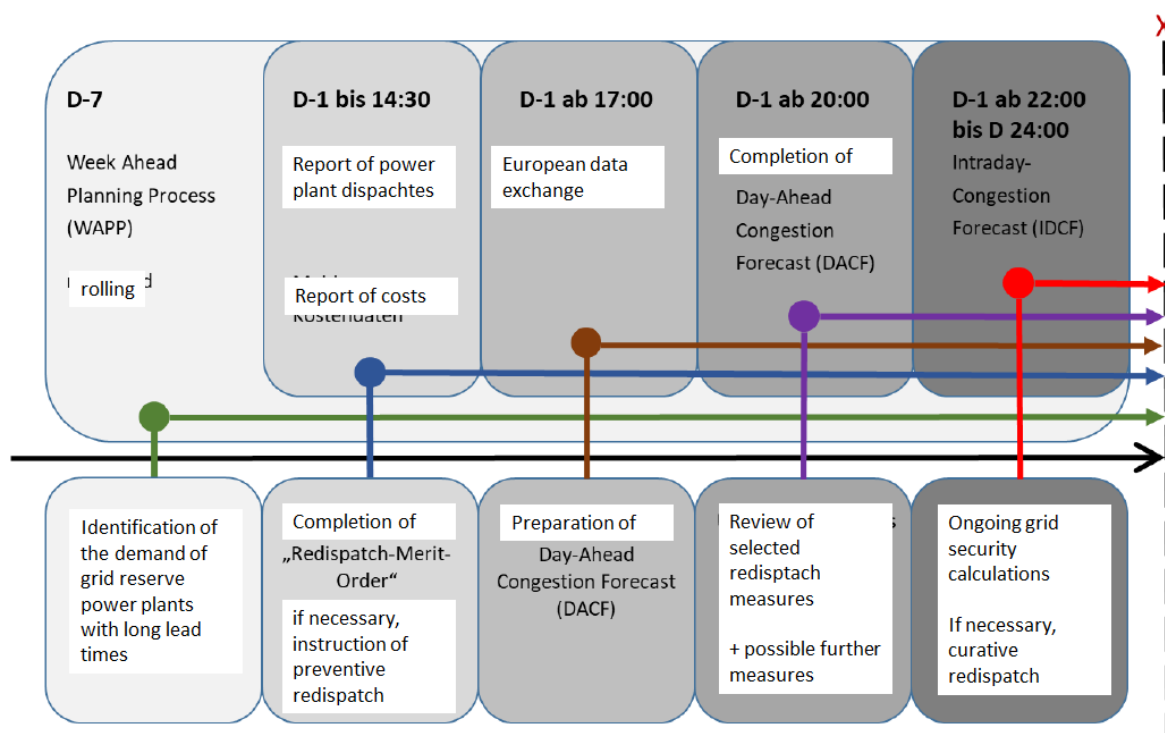 D-7
Week Ahead
Planning Process
(WAPP)
rolling
D-1 bis 14:30
Report of power
plant dispachtes
Report of costs
Kostendaten
D-1 ab 17:00
European data
exchange
D-1 ab 20:00
Completion of
Day-Ahead
Congestion
Forecast (DACF)
D-1 ab 22:00
bis D 24:00
Intraday-
Congestion
Forecast (IDCF)
Identification of
the demand of
grid reserve
power plants
with long lead
times
Completion of
„Redispatch-Merit-
Order“
if necessary,
instruction of
preventive
redispatch
Preparation of
Day-Ahead
Congestion Forecast
(DACF)
Review of
selected
redisptach
measures
+ possible further
measures
Ongoing grid
security
calculations
If necessary,
curative
redispatch